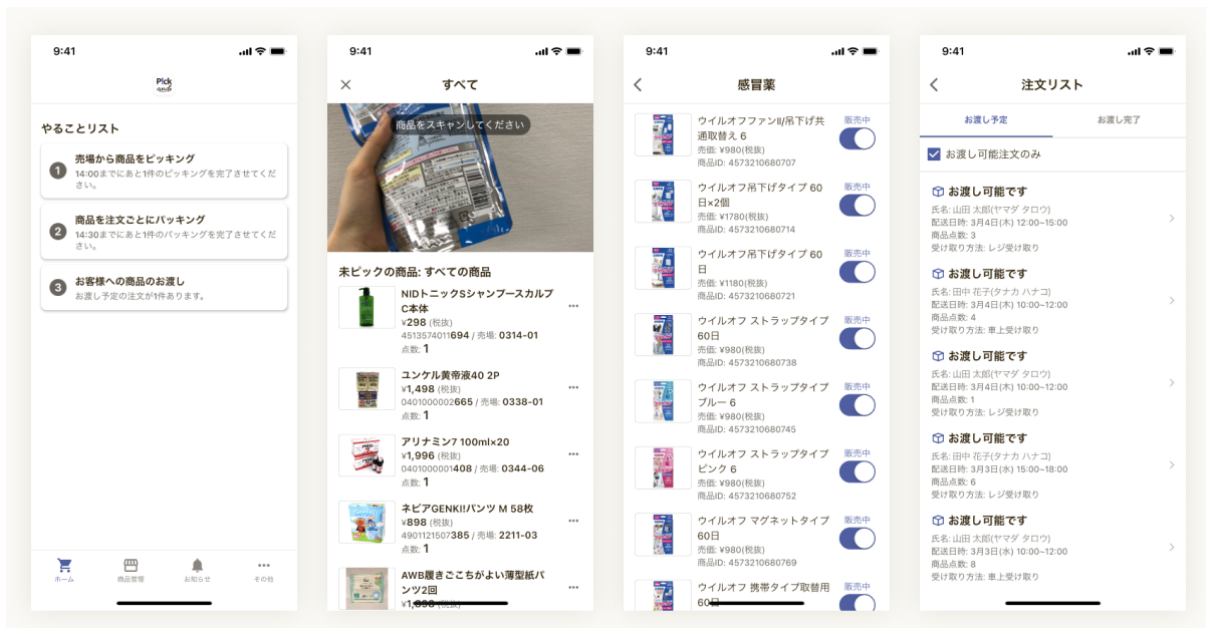 9:41
Pick
やることリスト
1
売場から商品をピッキング
14:00までにあと1件のピッキングを完了させてくだ
さい。
2
商品を注文ごとにパッキング
14:30までにあと1件のパッキングを完了させてくだ
さい。
3
お客様への商品のお渡し
お渡し予定の注文が1件あります。
ホーム
商品管理
お知らせ
その他
9:41
すべて
商品をスキャンしてください
未ピックの商品: すべての商品
NIDトニックSシャンプースカルプ
C本体
¥298 (税抜)
4513574011694 / 売場: 0314-01
点数: 1
ユンケル黄帝液40 2P
¥1,498 (税抜)
0401000002665 / 売場: 0338-01
点数: 1
アリナミン7 100ml×20
¥1,996 (税抜)
0401000001408 / 売場: 0344-06
点数: 1
ネピアGENKI!パンツ M 58枚
¥898 (税抜)
4901121507385 / 売場: 2211-03
点数: 1
AWB履きごこちがよい薄型紙パ
ンツ2回
¥1,898 (税抜)
9:41
感冒薬
ウイルオフファンII/吊下げ共
通取替え 6
売価: ¥980(税抜)
商品ID: 4573210680707
販売中
ウイルオフ吊下げタイプ 60
日×2個
売価: ¥1780(税抜)
商品ID: 4573210680714
販売中
ウイルオフ吊下げタイプ 60
日
売価: ¥1180(税抜)
商品ID: 4573210680721
販売中
ウイルオフ ストラップタイプ
60日
売価: ¥980(税抜)
商品ID: 4573210680738
販売中
ウイルオフ ストラップタイプ
ブルー 6
売価: ¥980(税抜)
商品ID: 4573210680745
販売中
ウイルオフ ストラップタイプ
ピンク 6
売価: ¥980(税抜)
商品ID: 4573210680752
販売中
ウイルオフ マグネットタイプ
60日
売価: ¥980(税抜)
商品ID: 4573210680769
販売中
ウイルオフ 携帯タイプ取替用
60日
販売中
9:41
注文リスト
お渡し予定
お渡し完了
お渡し可能注文のみ
お渡し可能です
氏名: 山田 太郎(ヤマダ タロウ)
配送日時: 3月4日(木) 12:00~15:00
商品点数: 3
受け取り方法: レジ受け取り
お渡し可能です
氏名: 田中 花子(タナカ ハナコ)
配送日時: 3月4日(木) 10:00~12:00
商品点数: 4
受け取り方法: 車上受け取り
お渡し可能です
氏名: 山田 太郎(ヤマダ タロウ)
配送日時: 3月4日(木) 10:00~12:00
商品点数: 1
受け取り方法: レジ受け取り
お渡し可能です
氏名: 田中 花子(タナカ ハナコ)
配送日時: 3月3日(水) 15:00~18:00
商品点数: 6
受け取り方法: レジ受け取り
お渡し可能です
氏名: 山田 太郎(ヤマダ タロウ)
配送日時: 3月3日(水) 10:00~12:00
商品点数: 8
受け取り方法: 車上受け取り